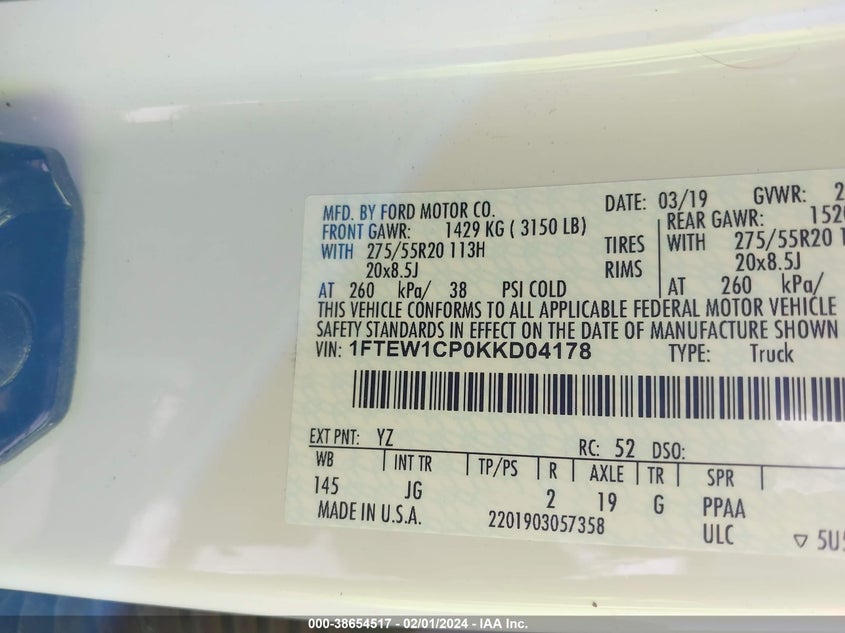 MFD. BY FORD MOTOR CO. DATE: 03/19 GVWR: 2
FRONT GAWR: 1429 KG ( 3150 LB) REAR GAWR: 1520
WITH 275/55R20 113H TIRES WITH 275/55R20 1
20x8.5J RIMS 20x8.5J
AT 260 kPa/ 38 PSI COLD AT 260 kPa/
THIS VEHICLE CONFORMS TO ALL APPLICABLE FEDERAL MOTOR VEHICLE
SAFETY STANDARDS IN EFFECT ON THE DATE OF MANUFACTURE SHOWN
VIN: 1FTEW1CP0KKD04178 TYPE: Truck
EXT PNT: YZ RC: 52 DSO:
WB INT TR TP/PS R AXLE TR SPR
145 JG 2 19 G PPAA
MADE IN U.S.A. 2201903057358 ULC ▽ 5U5
000-38654517 - 02/01/2024 - IAA Inc.